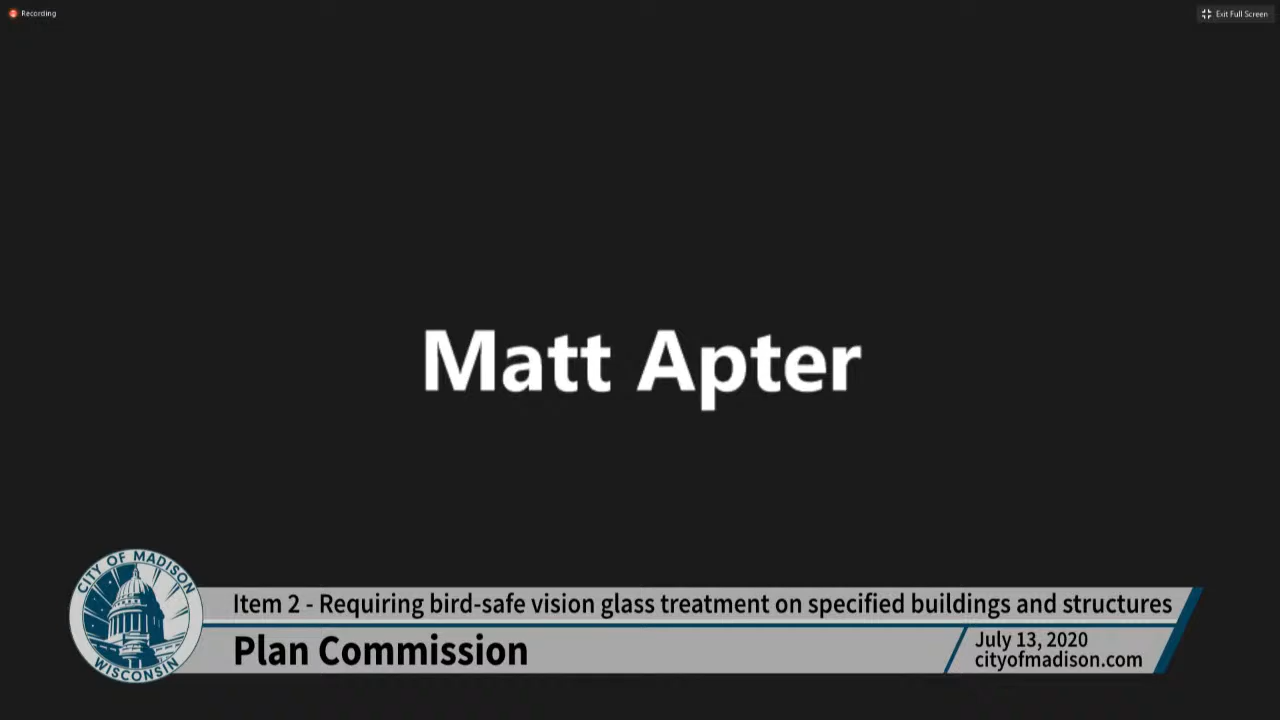 Recording
Exit Full Screen
Matt Apter
CITY OF MADISON
WISCONSIN
Item 2 - Requiring bird-safe vision glass treatment on specified buildings and structures
Plan Commission
July 13, 2020
cityofmadison.com